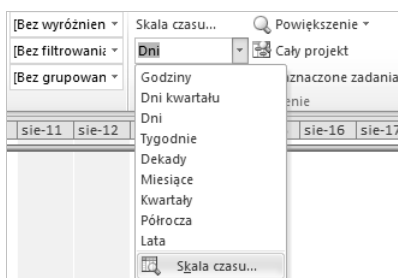 [Bez wyróżnien Skala czasu... Powiększenie
[Bez filtrowania Dni Cały projekt
[Bez grupowan Godziny aznaczone zadania
Dni kwartału enie
Dni
sie-11 sie-12 sie-16 sie-17
Tygodnie
Dekady
Miesiące
Kwartały
Półrocza
Lata
Skala czasu...